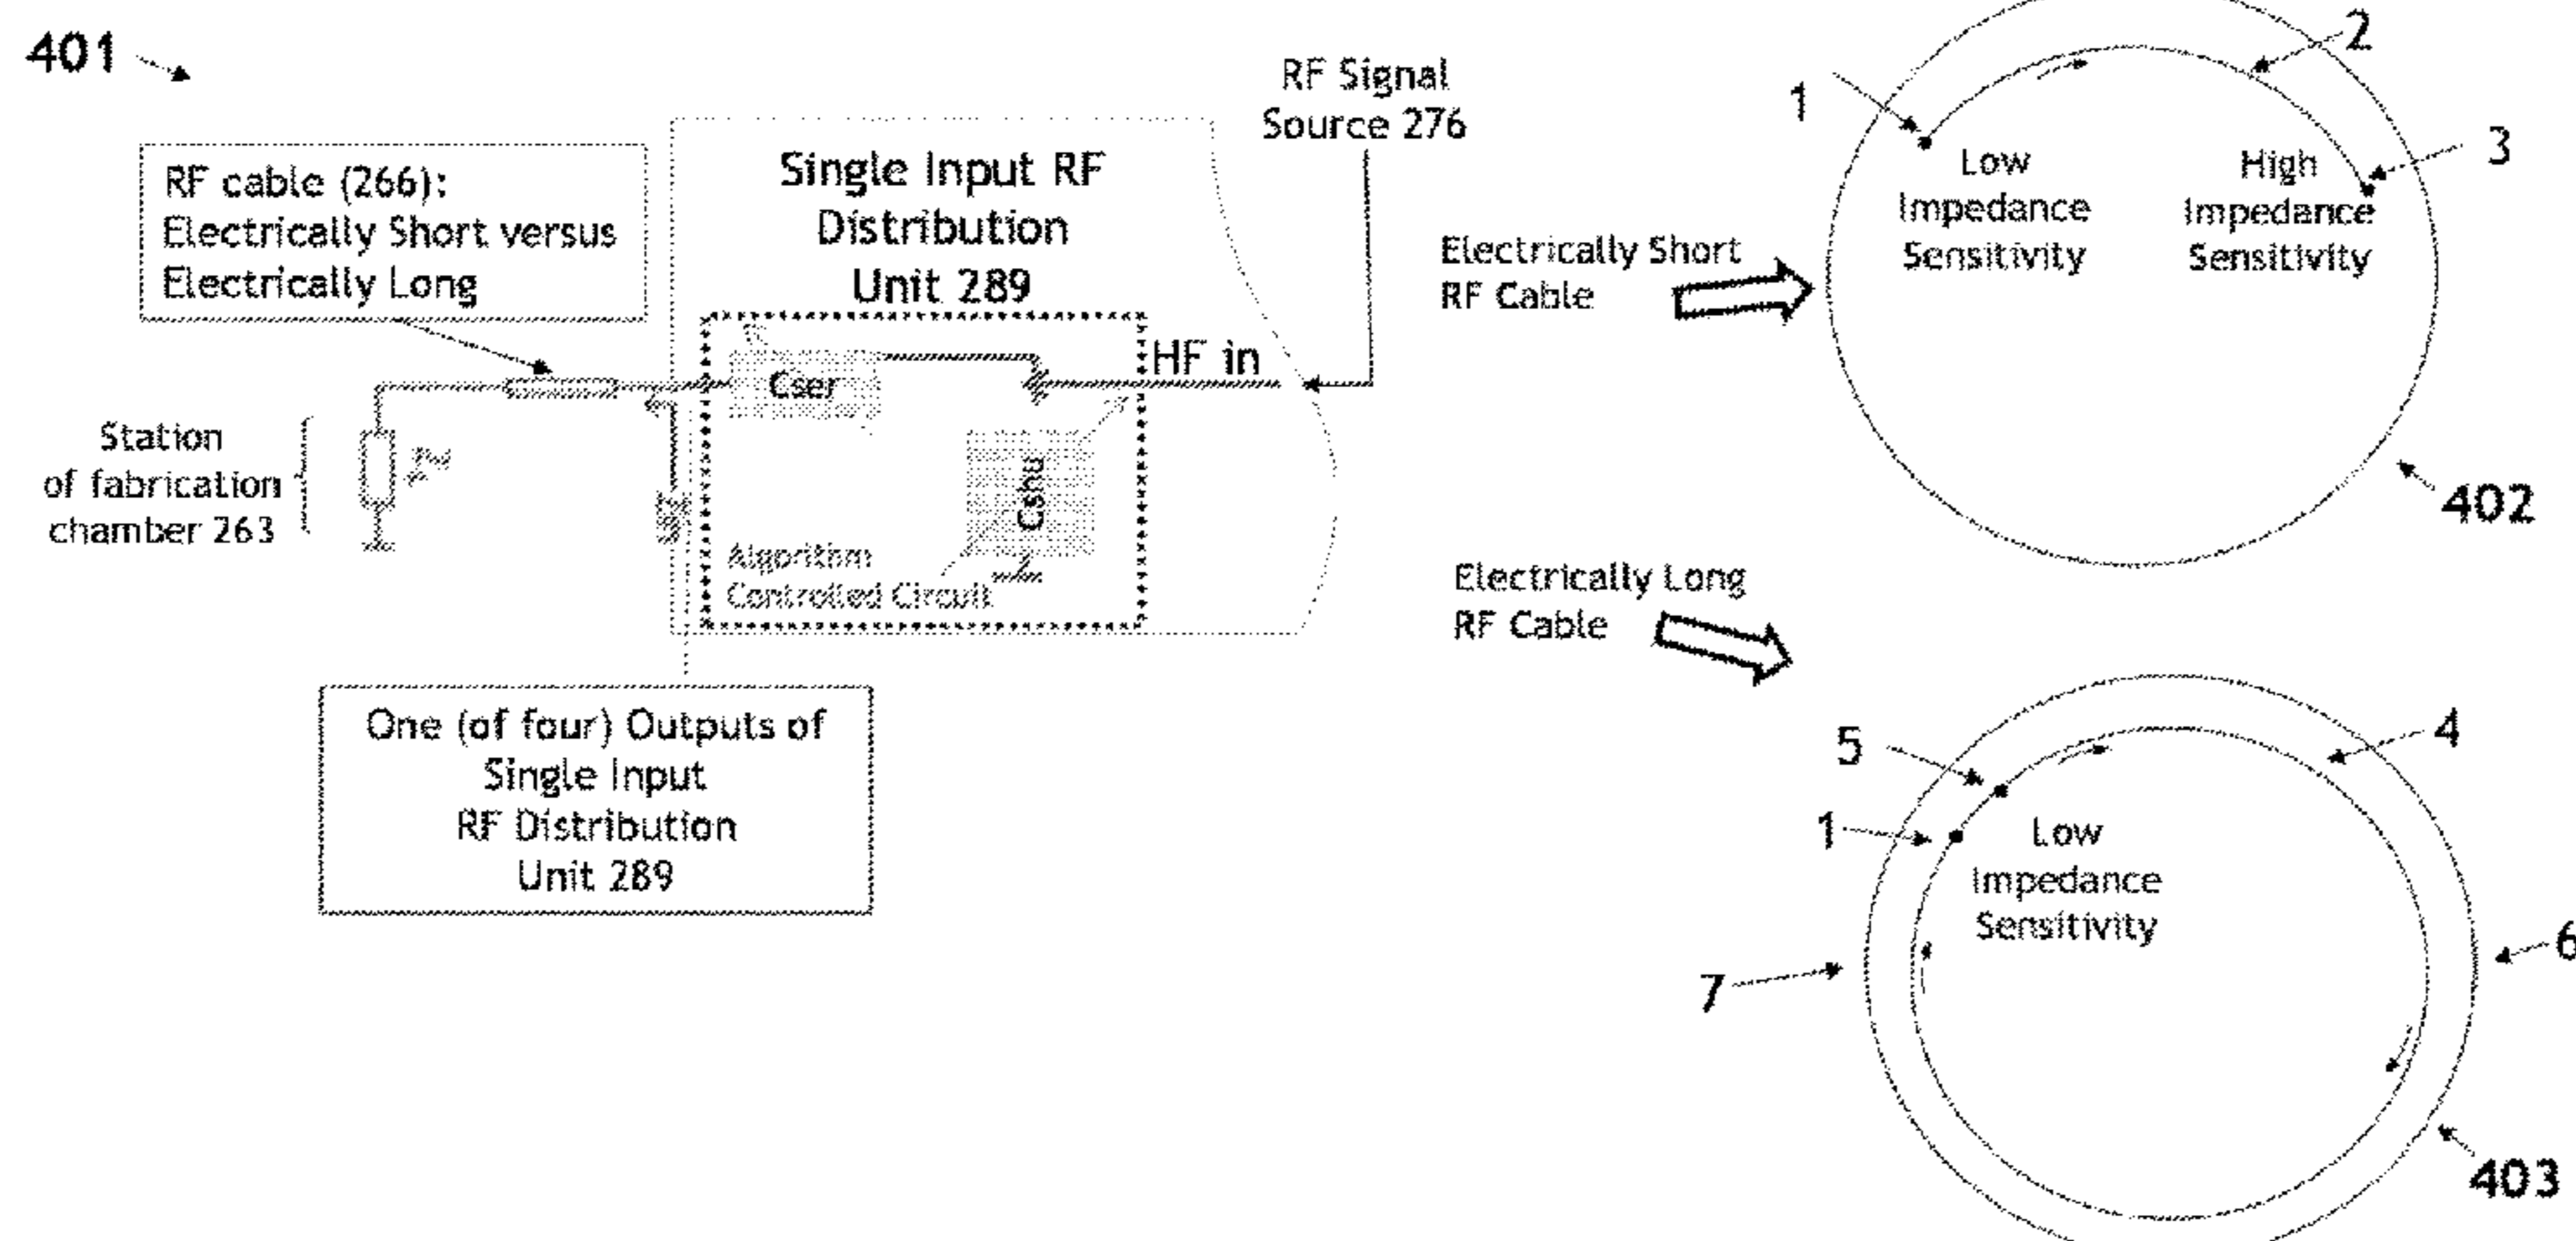 401
RF cable (266):
Electrically Short versus
Electrically Long
Single Input RF
Distribution
Unit 289
RF Signal
Source 276
HF in
Cser
Cshu
Algorithm
Controlled Circuit
Station
of fabrication
chamber 263
One (of four) Outputs of
Single Input
RF Distribution
Unit 289
Electrically Short
RF Cable
1
2
3
Low
Impedance
Sensitivity
High
Impedance
Sensitivity
402
Electrically Long
RF Cable
5
4
1
Low
Impedance
Sensitivity
7
6
403